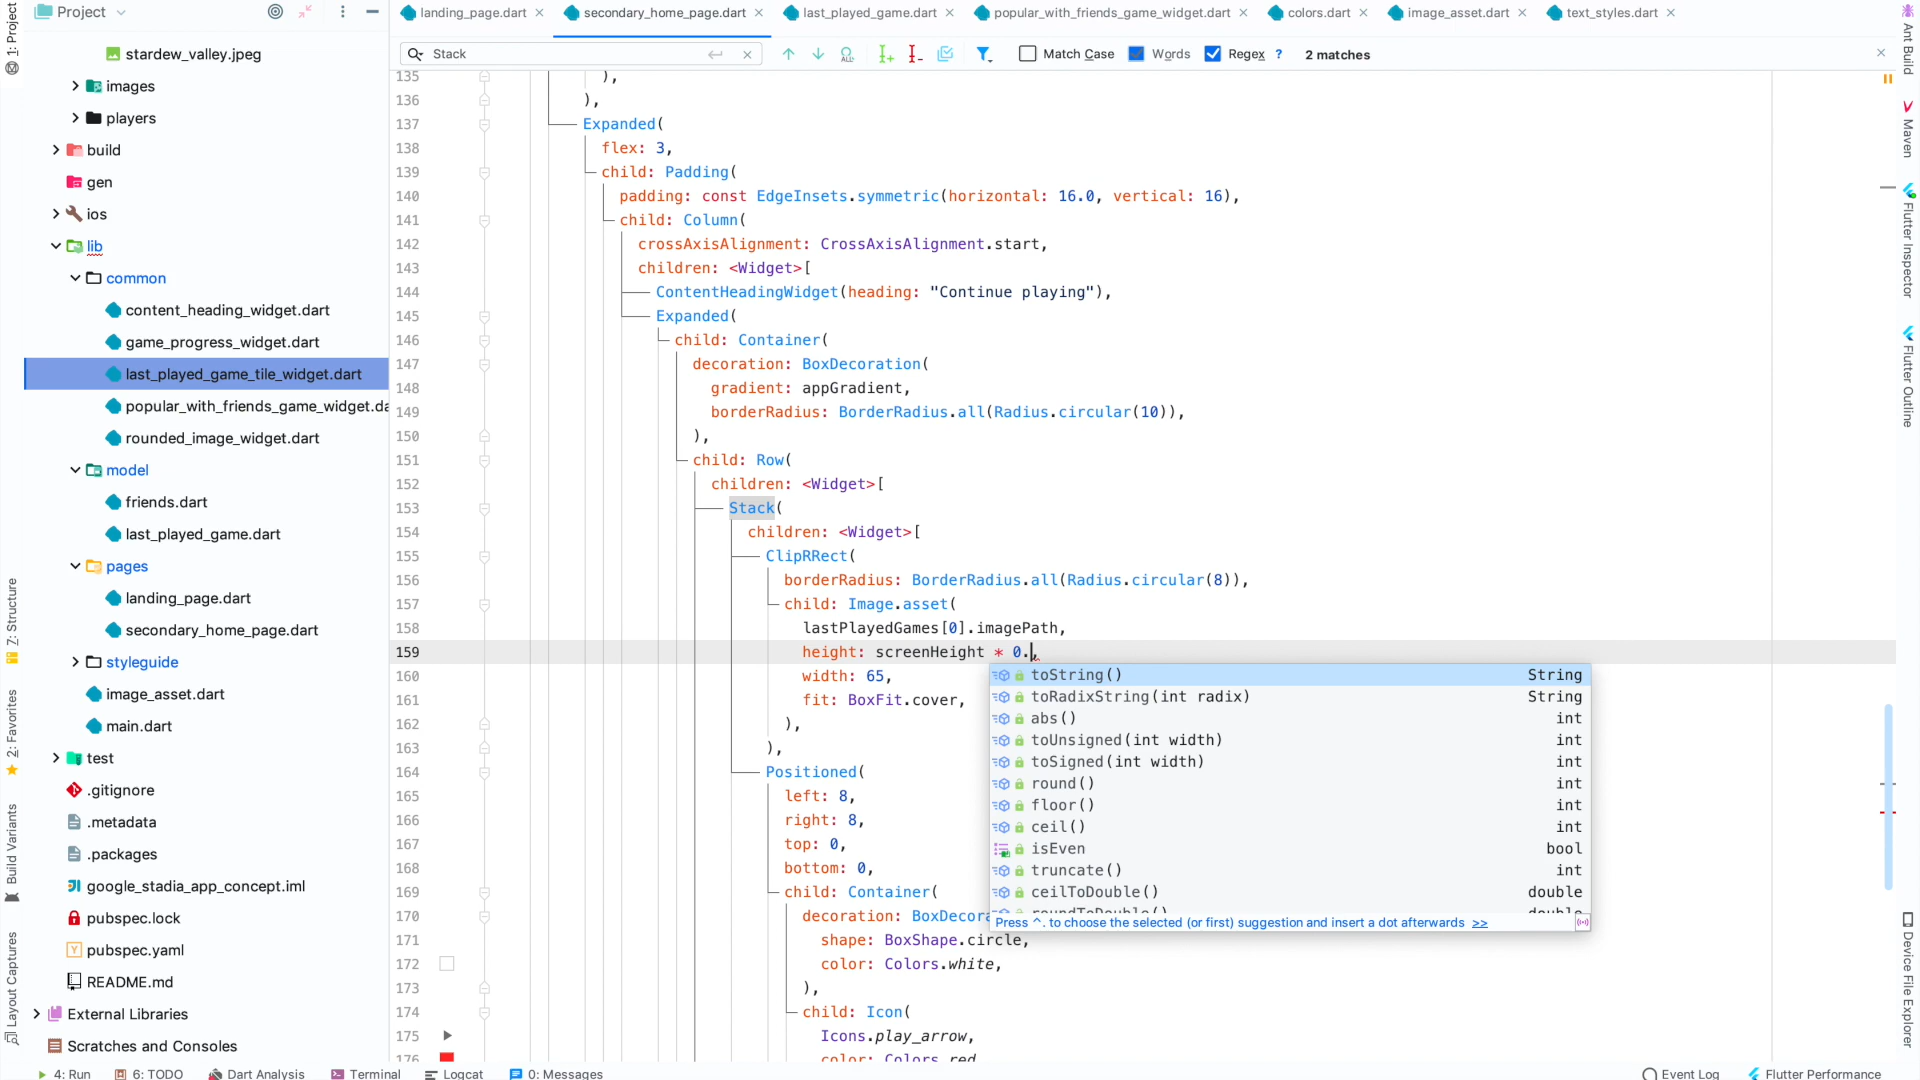 Project
landing_page.dart
secondary_home_page.dart
last_played_game.dart
popular_with_friends_game_widget.dart
colors.dart
image_asset.dart
text_styles.dart
Stack
Match Case
Words
Regex
?
2 matches
1: Project
Z: Structure
2: Favorites
Build Variants
Layout Captures
stardew_valley.jpeg
images
players
build
gen
ios
lib
common
content_heading_widget.dart
game_progress_widget.dart
last_played_game_tile_widget.dart
popular_with_friends_game_widget.da
rounded_image_widget.dart
model
friends.dart
last_played_game.dart
pages
landing_page.dart
secondary_home_page.dart
styleguide
image_asset.dart
main.dart
test
.gitignore
.metadata
.packages
google_stadia_app_concept.iml
pubspec.lock
pubspec.yaml
README.md
External Libraries
Scratches and Consoles
135 ),
136 ),
137 Expanded(
138 flex: 3,
139 child: Padding(
140 padding: const EdgeInsets.symmetric(horizontal: 16.0, vertical: 16),
141 child: Column(
142 crossAxisAlignment: CrossAxisAlignment.start,
143 children: <Widget>[
144 ContentHeadingWidget(heading: "Continue playing"),
145 Expanded(
146 child: Container(
147 decoration: BoxDecoration(
148 gradient: appGradient,
149 borderRadius: BorderRadius.all(Radius.circular(10)),
150 ),
151 child: Row(
152 children: <Widget>[
153 Stack(
154 children: <Widget>[
155 ClipRRect(
156 borderRadius: BorderRadius.all(Radius.circular(8)),
157 child: Image.asset(
158 lastPlayedGames[0].imagePath,
159 height: screenHeight * 0.,
160 width: 65,
161 fit: BoxFit.cover,
162 ),
163 ),
164 Positioned(
165 left: 8,
166 right: 8,
167 top: 0,
168 bottom: 0,
169 child: Container(
170 decoration: BoxDecora
171 shape: BoxShape.circle,
172 color: Colors.white,
173 ),
174 child: Icon(
175 Icons.play_arrow,
176 color: Colors.red
toString() String
toRadixString(int radix) String
abs() int
toUnsigned(int width) int
toSigned(int width) int
round() int
floor() int
ceil() int
isEven bool
truncate() int
ceilToDouble() double
roundToDouble() double
Press ^. to choose the selected (or first) suggestion and insert a dot afterwards >>
Ant Build
Maven
Flutter Inspector
Flutter Outline
Device File Explorer
4: Run
6: TODO
Dart Analysis
Terminal
Logcat
0: Messages
Event Log
Flutter Performance